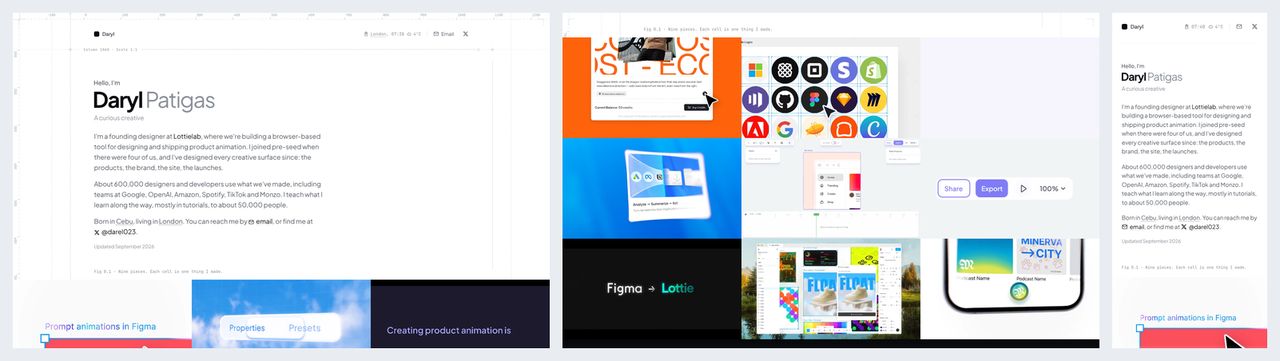 Daryl
London, 07:38 4°C
Email
Column 1040 · Scale 1:1
Hello, I'm
Daryl Patigas
A curious creative
I'm a founding designer at Lottielab, where we're building a browser-based
tool for designing and shipping product animation. I joined pre-seed when
there were four of us, and I've designed every creative surface since: the
products, the brand, the site, the launches.
About 600,000 designers and developers use what we've made, including
teams at Google, OpenAI, Amazon, Spotify, TikTok and Monzo. I teach what I
learn along the way, mostly in tutorials, to about 50,000 people.
Born in Cebu, living in London. You can reach me by email, or find me at
@darel023.
Updated September 2026
Fig 0.1 · Nine pieces. Each cell is one thing I made.
Prompt animations in Figma
Properties
Presets
Creating product animation is
Fig 0.1 · Nine pieces. Each cell is one thing I made.
OST - ECO
Analyze → Summarize → list
Share
Export
100%
Figma → Lottie
FLOAT
FLOAT
MINERVA
→CITY
Podcast Name
Podcast Name
Daryl
07:40 4°C
Hello, I'm
Daryl Patigas
A curious creative
I'm a founding designer at Lottielab, where
we're building a browser-based tool for
designing and shipping product animation. I
joined pre-seed when there were four of us,
and I've designed every creative surface
since: the products, the brand, the site, the
launches.
About 600,000 designers and developers use
what we've made, including teams at Google,
OpenAI, Amazon, Spotify, TikTok and Monzo. I
teach what I learn along the way, mostly in
tutorials, to about 50,000 people.
Born in Cebu, living in London. You can reach me by
email, or find me at @darel023.
Updated September 2026
Fig 0.1 · Nine pieces. Each cell is one thing I made.
Prompt animations in Figma